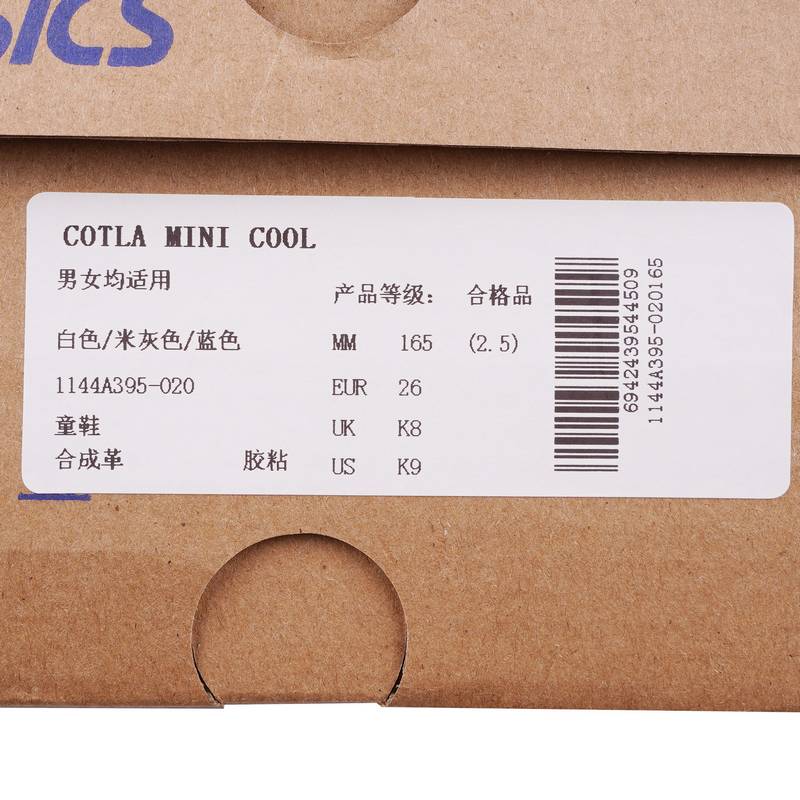 SICS
COTLA MINI COOL
男女均适用
产品等级: 合格品
白色/米灰色/蓝色
MM 165 (2.5)
1144A395-020
EUR 26
童鞋
UK K8
合成革 胶粘
US K9
6942439544509
1144A395-020165